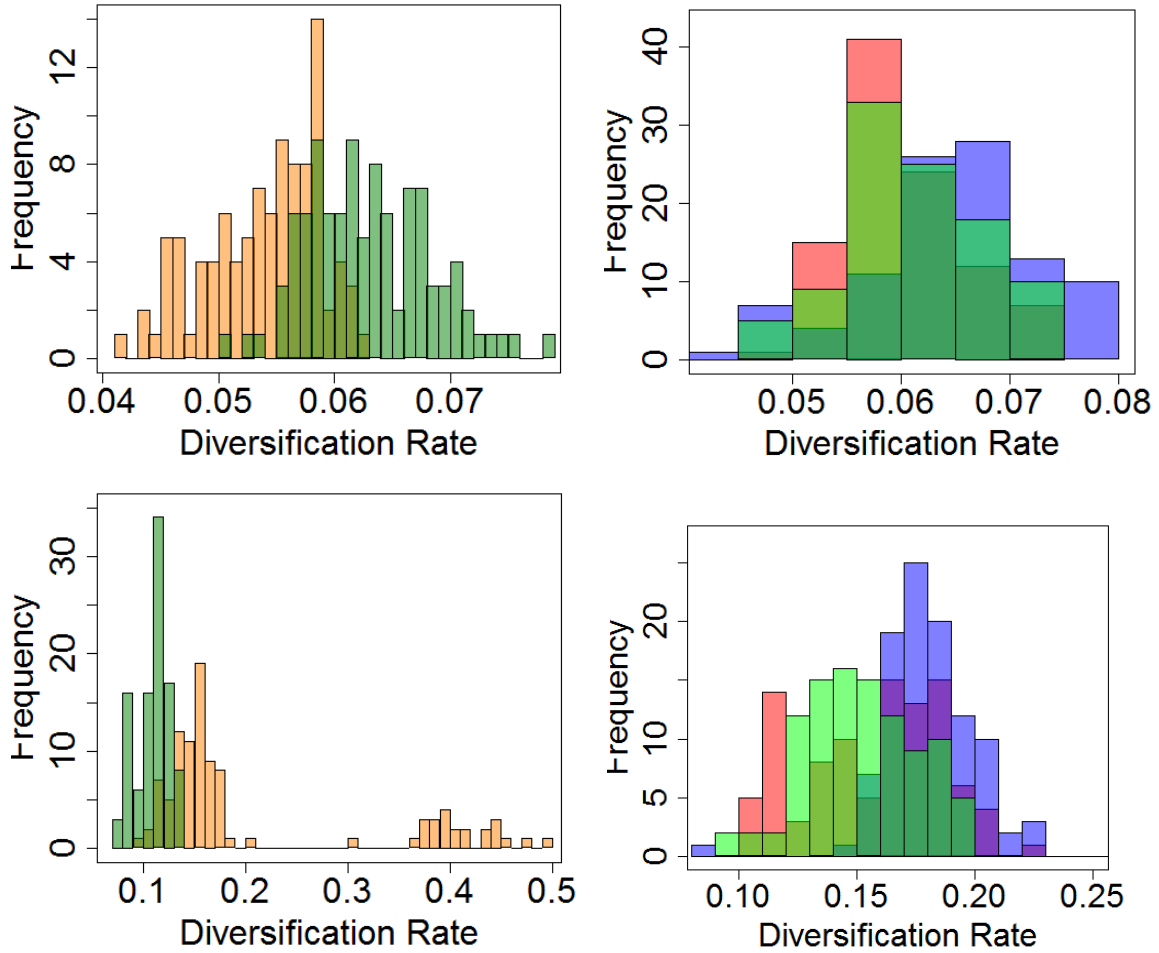 Frequency
0 4 8 12
0.04 0.05 0.06 0.07
Diversification Rate
Frequency
0 10 20 30 40
0.05 0.06 0.07 0.08
Diversification Rate
Frequency
0 10 20 30
0.1 0.2 0.3 0.4 0.5
Diversification Rate
Frequency
0 5 10 20
0.10 0.15 0.20 0.25
Diversification Rate